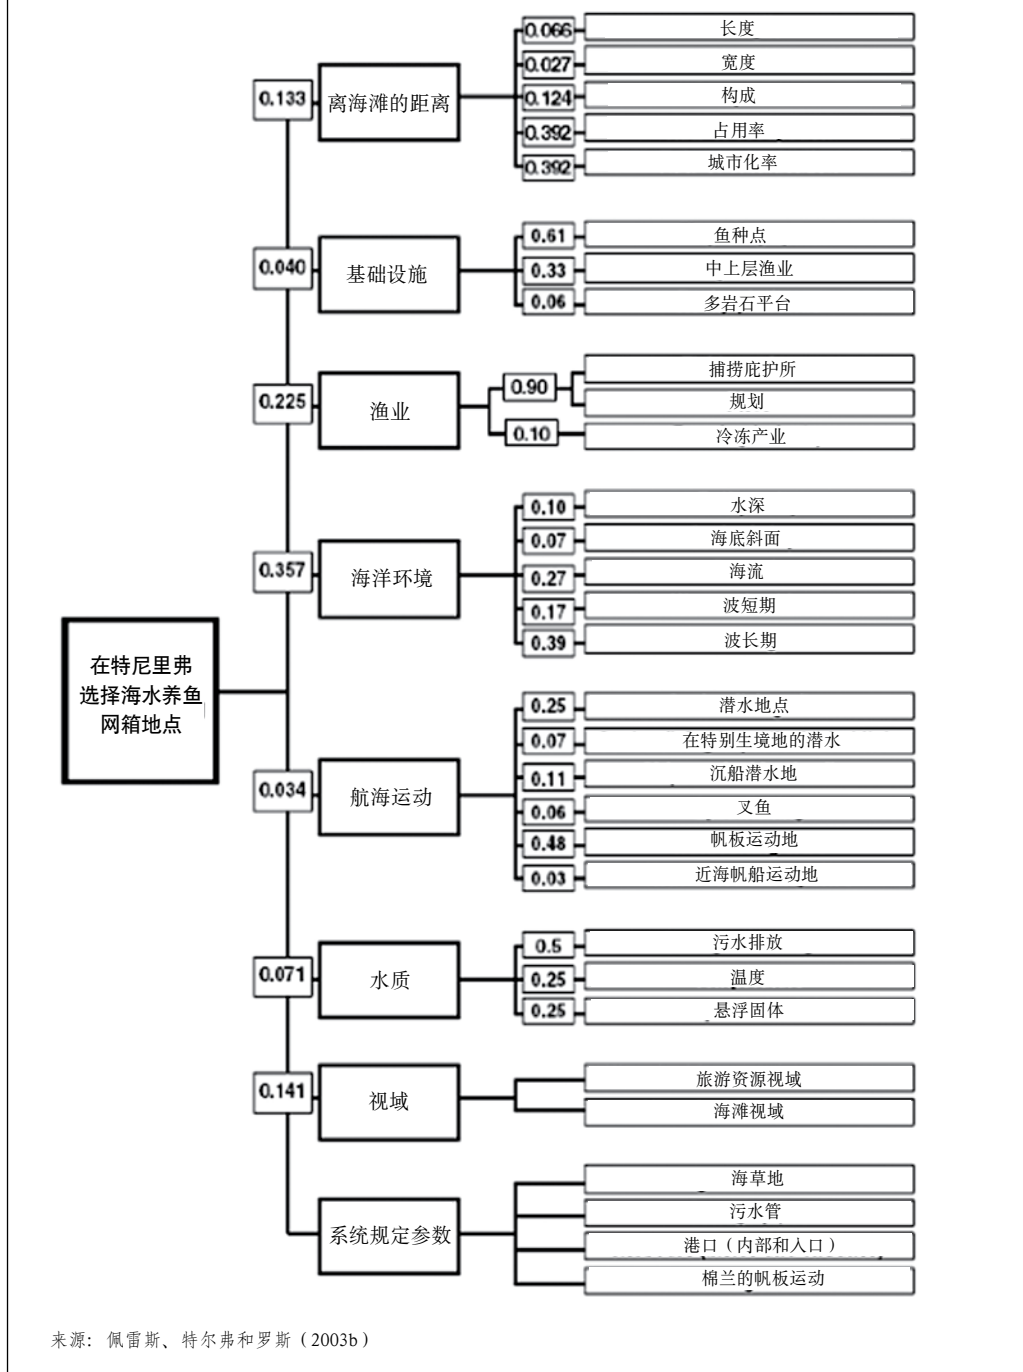 在特尼里弗
选择海水养鱼
网箱地点
0.133
离海滩的距离
0.066
长度
0.027
宽度
0.124
构成
0.392
占用率
0.392
城市化率
0.040
基础设施
0.61
鱼种点
0.33
中上层渔业
0.06
多岩石平台
0.225
渔业
0.90
捕捞庇护所
规划
0.10
冷冻产业
0.357
海洋环境
0.10
水深
0.07
海底斜面
0.27
海流
0.17
波短期
0.39
波长期
0.034
航海运动
0.25
潜水地点
0.07
在特别生境地的潜水
0.11
沉船潜水地
0.06
叉鱼
0.48
帆板运动地
0.03
近海帆船运动地
0.071
水质
0.5
污水排放
0.25
温度
0.25
悬浮固体
0.141
视域
旅游资源视域
海滩视域
系统规定参数
海草地
污水管
港口（内部和入口）
棉兰的帆板运动
来源：佩雷斯、特尔弗和罗斯（2003b）